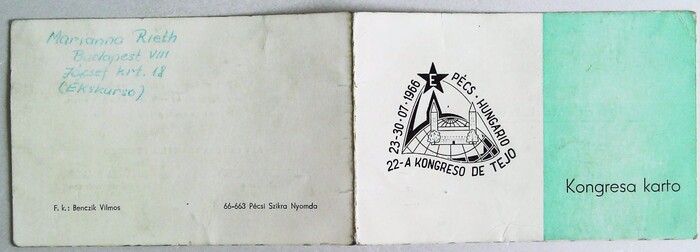 Marianna Rieth
Budapest VIII
József krt. 18
(Ekskurso)
F. k.: Benczik Vilmos
66-663 Pécsi Szikra Nyomda
E
23-30·07·1966
PÉCS·HUNGARIO
22-A KONGRESO DE TEJO
Kongresa karto